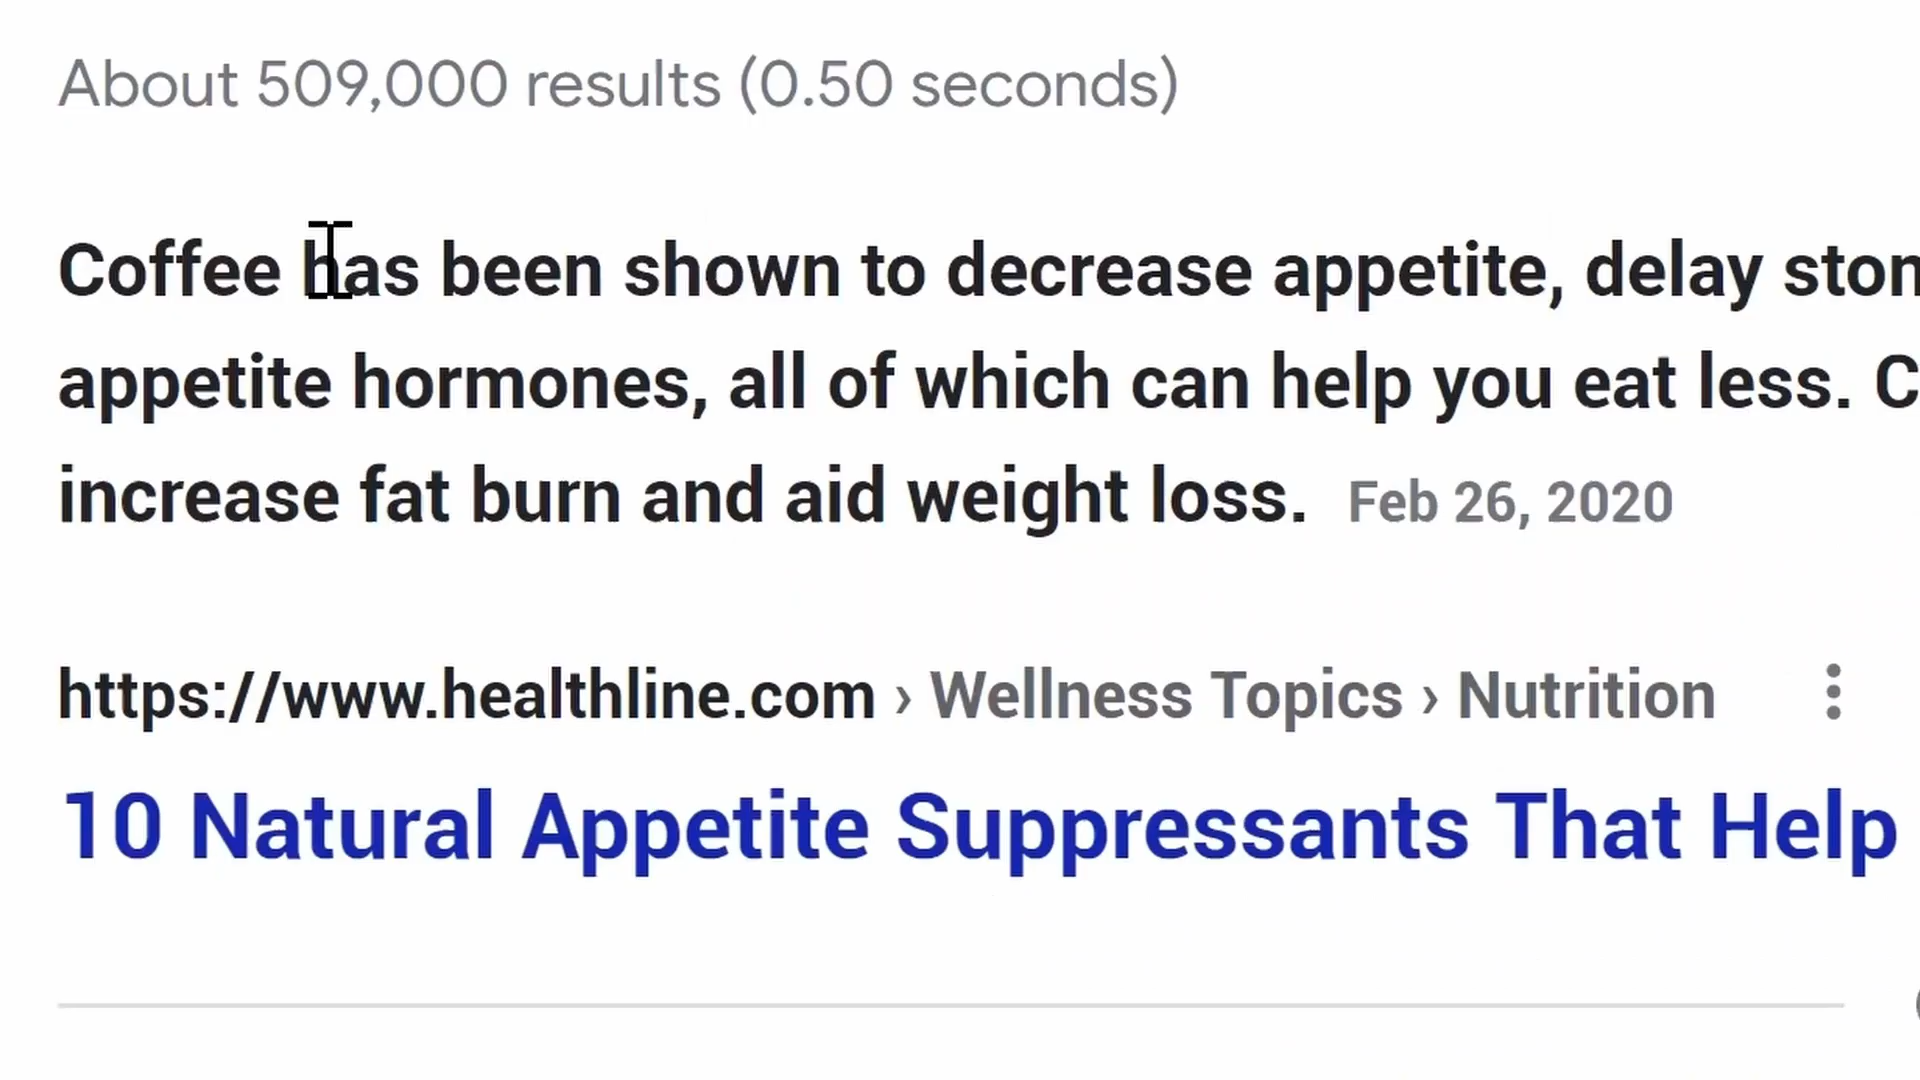 About 509,000 results (0.50 seconds)
Coffee has been shown to decrease appetite, delay
appetite hormones, all of which can help you eat less.
increase fat burn and aid weight loss. Feb 26, 2020
https://www.healthline.com › Wellness Topics › Nutrition
10 Natural Appetite Suppressants That Help